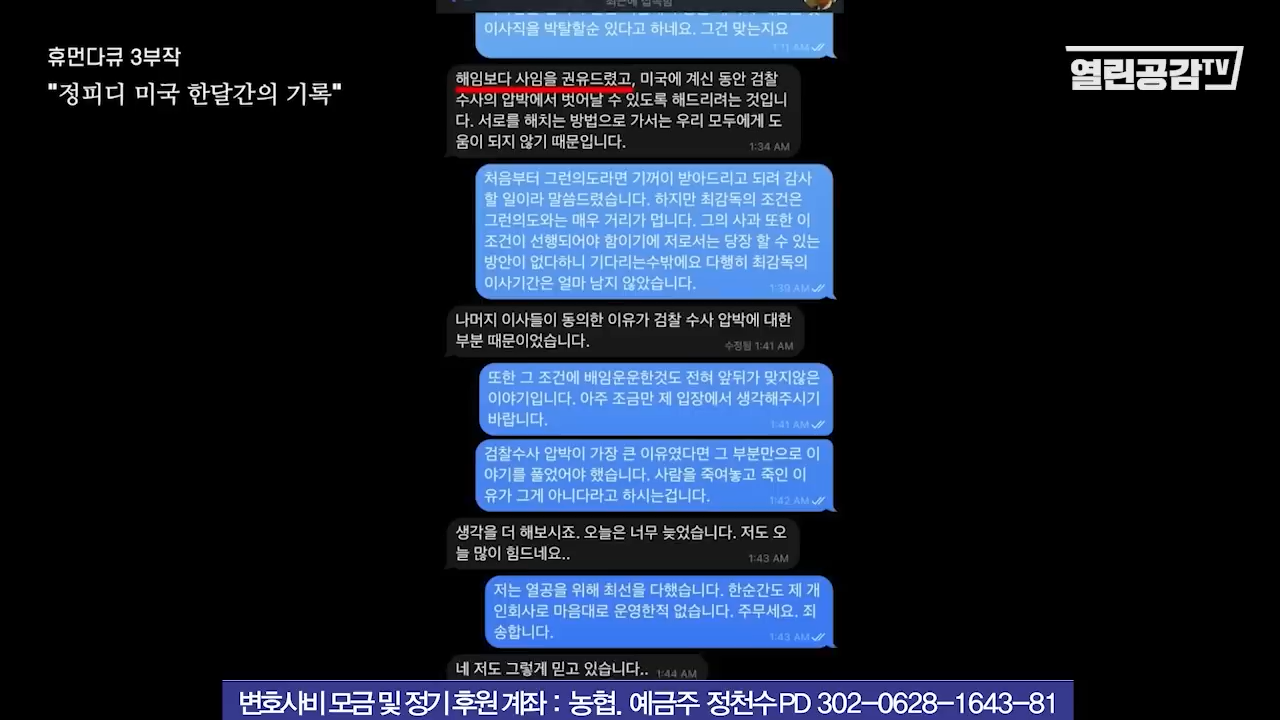 휴먼다큐 3부작
"정피디 미국 한달간의 기록"
열린공감TV
이사직을 박탈할순 있다고 하네요. 그건 맞는지요
1:11 AM
해임보다 사임을 권유드렸고, 미국에 계신 동안 검찰
수사의 압박에서 벗어날 수 있도록 해드리려는 것입니
다. 서로를 해치는 방법으로 가서는 우리 모두에게 도
움이 되지 않기 때문입니다.
1:34 AM
처음부터 그런의도라면 기꺼이 받아드리고 되려 감사
할 일이라 말씀드렸습니다. 하지만 최감독의 조건은
그런의도와는 매우 거리가 멉니다. 그의 사과 또한 이
조건이 선행되어야 함이기에 저로서는 당장 할 수 있는
방안이 없다하니 기다리는수밖에요 다행히 최감독의
이사기간은 얼마 남지 않았습니다.
1:39 AM
나머지 이사들이 동의한 이유가 검찰 수사 압박에 대한
부분 때문이었습니다.
수정됨 1:41 AM
또한 그 조건에 배임운운한것도 전혀 앞뒤가 맞지않은
이야기입니다. 아주 조금만 제 입장에서 생각해주시기
바랍니다.
1:41 AM
검찰수사 압박이 가장 큰 이유였다면 그 부분만으로 이
야기를 풀었어야 했습니다. 사람을 죽여놓고 죽인 이
유가 그게 아니다라고 하시는겁니다.
1:42 AM
생각을 더 해보시죠. 오늘은 너무 늦었습니다. 저도 오
늘 많이 힘드네요..
1:43 AM
저는 열공을 위해 최선을 다했습니다. 한순간도 제 개
인회사로 마음대로 운영한적 없습니다. 주무세요. 죄
송합니다.
1:43 AM
네 저도 그렇게 믿고 있습니다..
1:44 AM
변호사비 모금 및 정기 후원 계좌 : 농협. 예금주 정천수PD 302-0628-1643-81